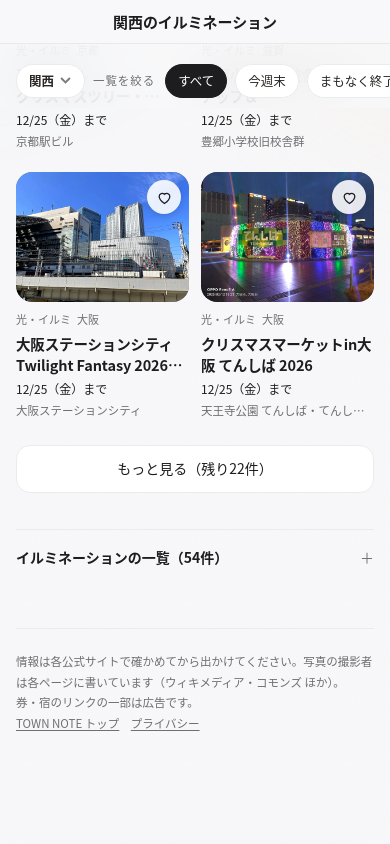 関西のイルミネーション
関西
一覧を絞る
すべて
今週末
まもなく終了
12/25（金）まで
京都駅ビル
12/25（金）まで
豊郷小学校旧校舎群
光・イルミ 大阪
大阪ステーションシティ
Twilight Fantasy 2026…
12/25（金）まで
大阪ステーションシティ
光・イルミ 大阪
クリスマスマーケットin大
阪 てんしば 2026
12/25（金）まで
天王寺公園 てんしば・てんし…
もっと見る（残り22件）
イルミネーションの一覧（54件）
情報は各公式サイトで確かめてから出かけてください。写真の撮影者
は各ページに書いています（ウィキメディア・コモンズ ほか）。
券・宿のリンクの一部は広告です。
TOWN NOTE トップ プライバシー